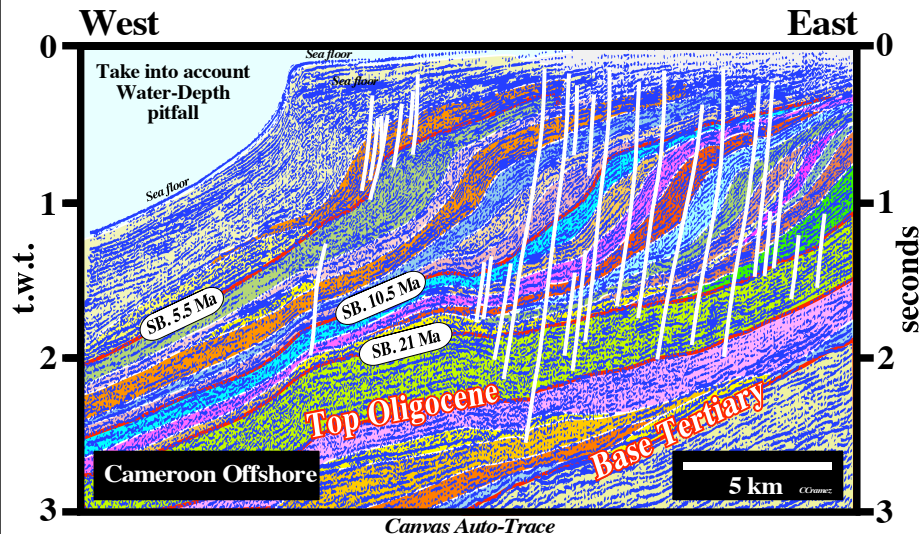 West
East
0
0
Sea floor
Take into account
Water-Depth
pitfall
Sea floor
Sea floor
1
1
t.w.t.
seconds
SB. 5.5 Ma
SB. 10.5 Ma
SB. 21 Ma
2
2
Top Oligocene
Base Tertiary
Cameroon Offshore
5 km
CCramez
3
3
Canvas Auto-Trace